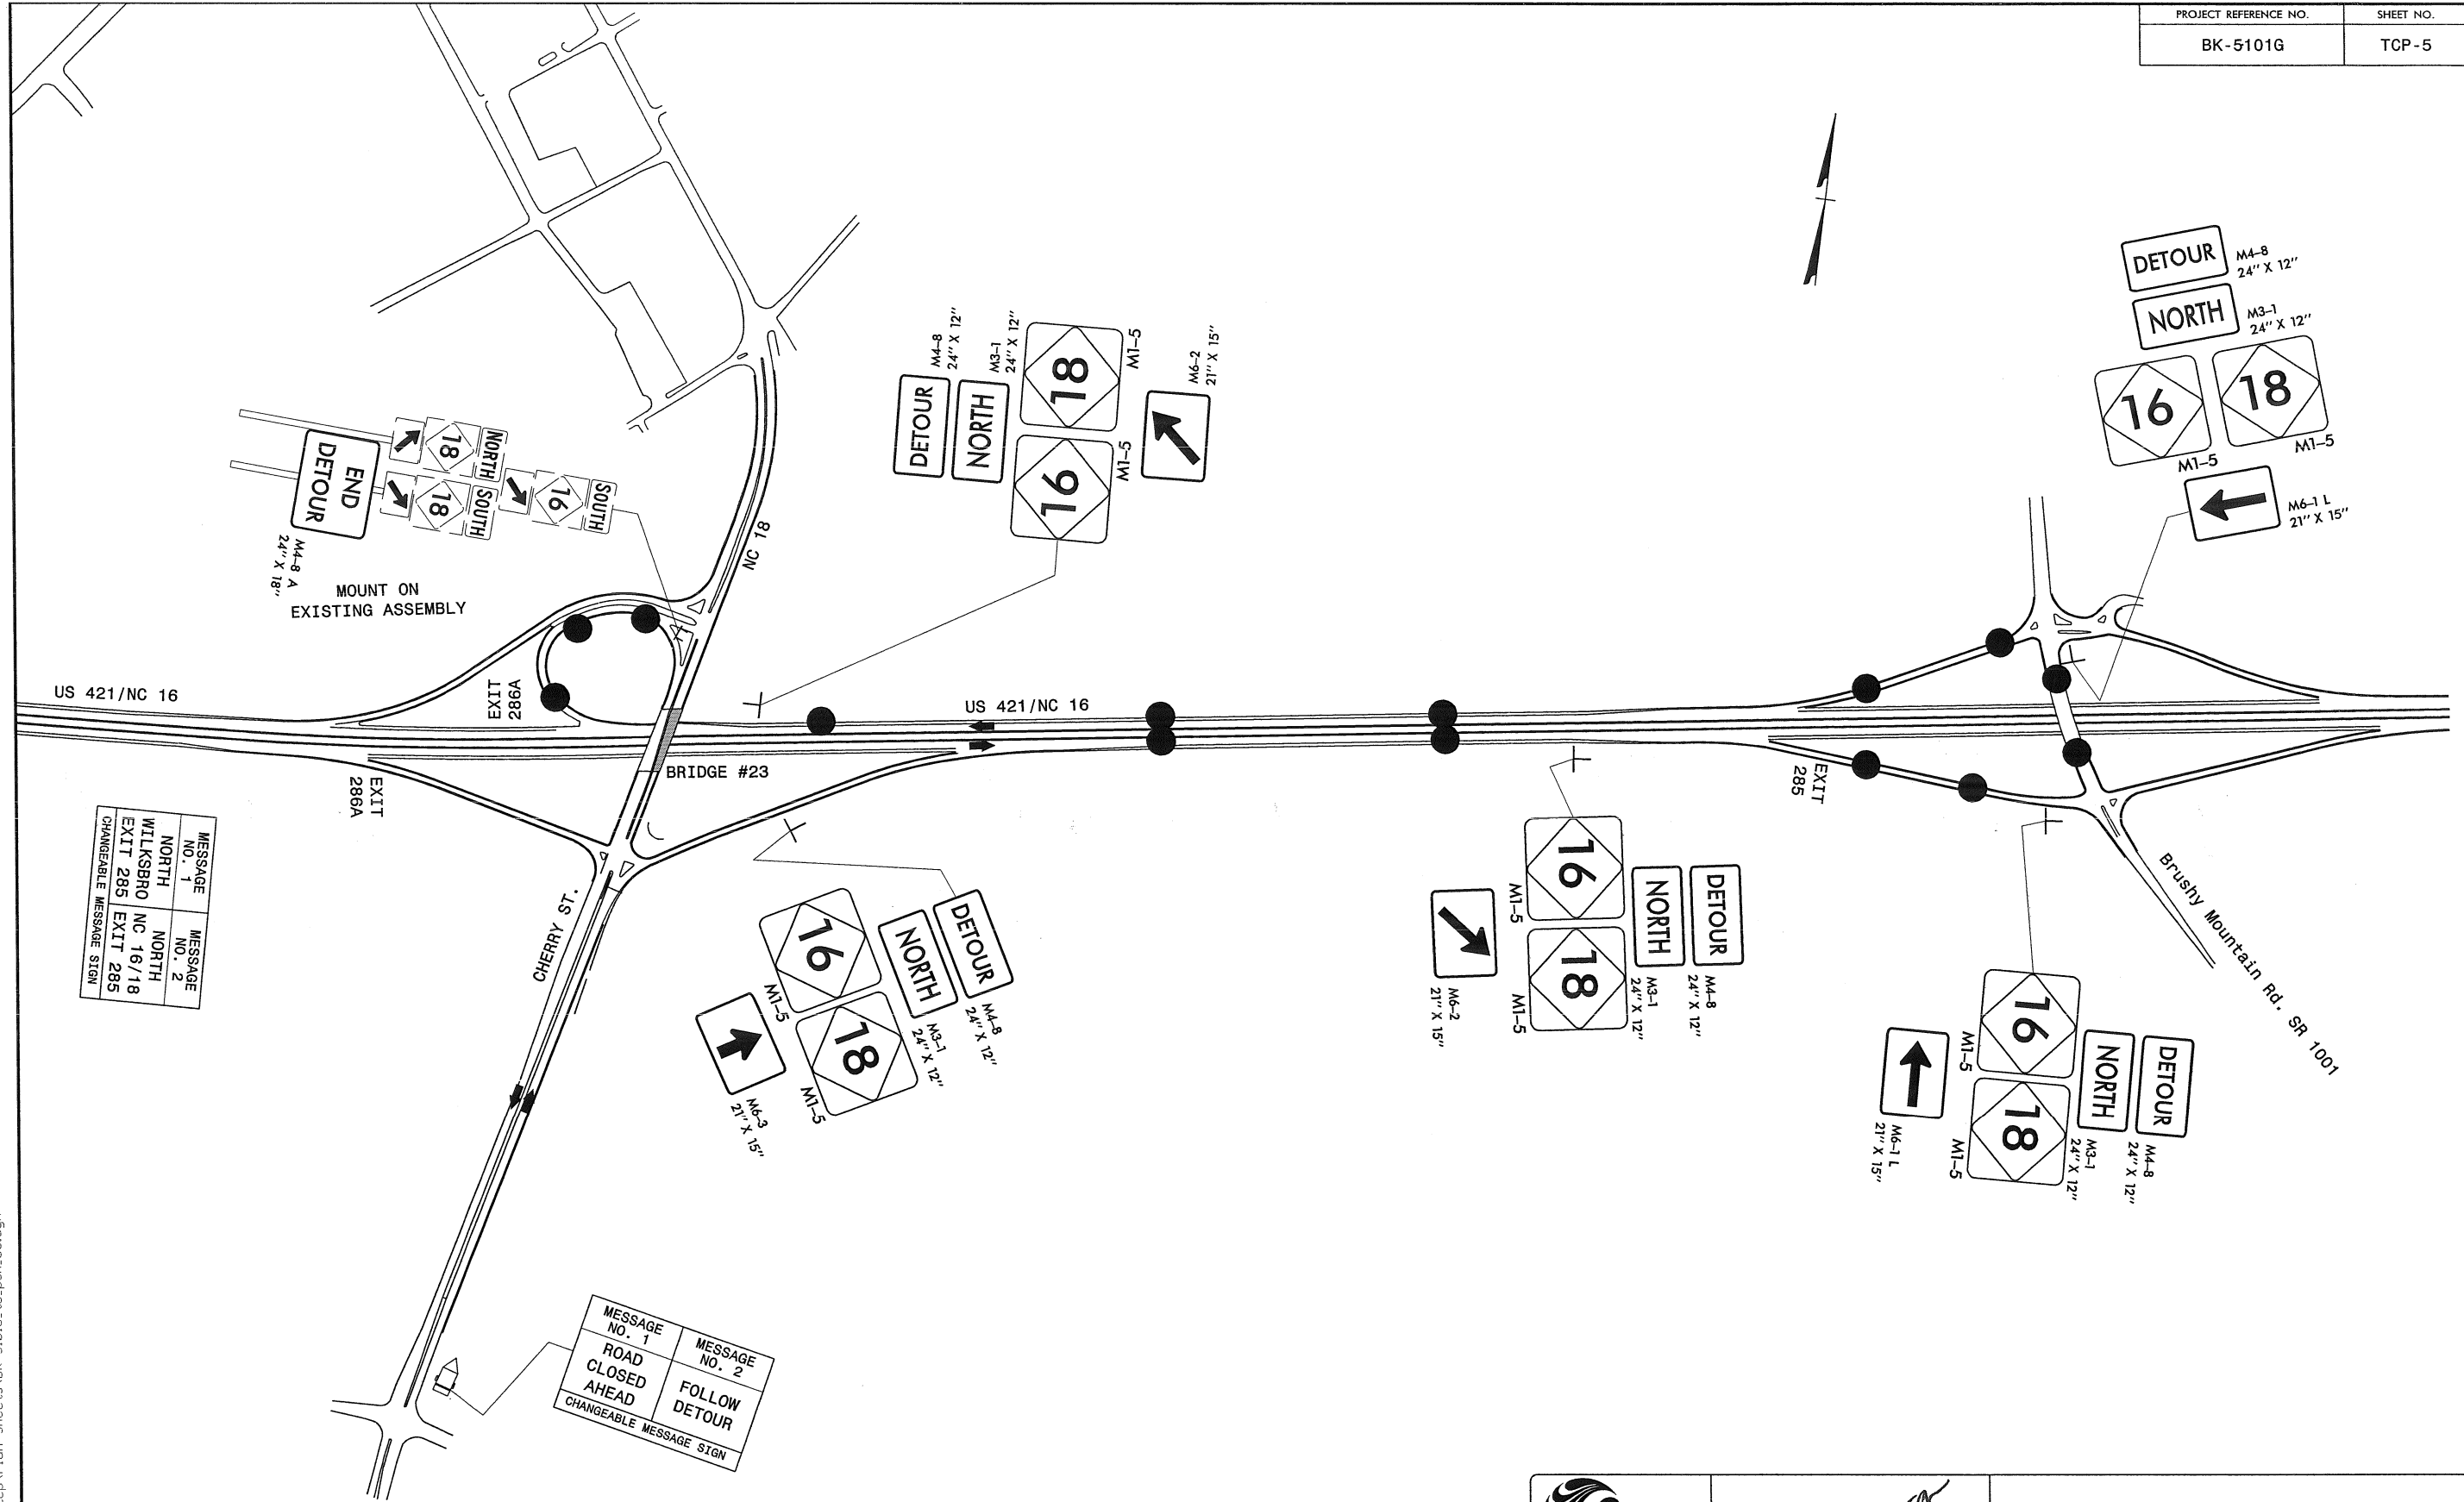 PROJECT REFERENCE NO.
SHEET NO.
BK-5101G
TCP-5
DETOUR
M4-8
24" X 12"
NORTH
M3-1
24" X 12"
16
18
M1-5
M1-5
M6-1 L
21" X 15"
M4-8
24" X 12"
M3-1
24" X 12"
DETOUR
NORTH
18
M1-5
16
M1-5
M6-2
21" X 15"
NORTH
18
SOUTH
18
SOUTH
16
END
DETOUR
M4-8 A
24" X 18"
MOUNT ON
EXISTING ASSEMBLY
NC 18
US 421/NC 16
EXIT
286A
US 421/NC 16
BRIDGE #23
EXIT
286A
EXIT
285
MESSAGE
NO. 1
NORTH
WILKSBRO
EXIT 285
MESSAGE
NO. 2
NORTH
NC 16/18
EXIT 285
CHANGEABLE MESSAGE SIGN
CHERRY ST.
DETOUR
M4-8
24" X 12"
NORTH
M3-1
24" X 12"
16
M1-5
18
M1-5
M6-3
21" X 15"
DETOUR
M4-8
24" X 12"
NORTH
M3-1
24" X 12"
16
M1-5
18
M1-5
M6-2
21" X 15"
Brushy Mountain Rd. SR 1001
DETOUR
M4-8
24" X 12"
NORTH
M3-1
24" X 12"
16
M1-5
18
M1-5
M6-1 L
21" X 15"
MESSAGE
NO. 1
ROAD
CLOSED
AHEAD
MESSAGE
NO. 2
FOLLOW
DETOUR
CHANGEABLE MESSAGE SIGN